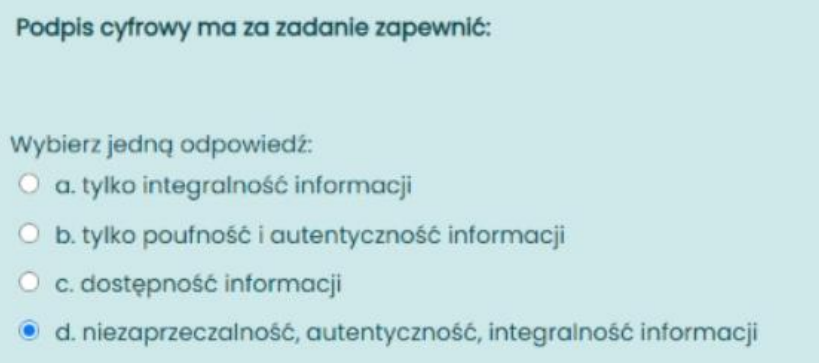 Podpis cyfrowy ma za zadanie zapewnić:
Wybierz jedną odpowiedź:
a. tylko integralność informacji
b. tylko poufność i autentyczność informacji
c. dostępność informacji
d. niezaprzeczalność, autentyczność, integralność informacji